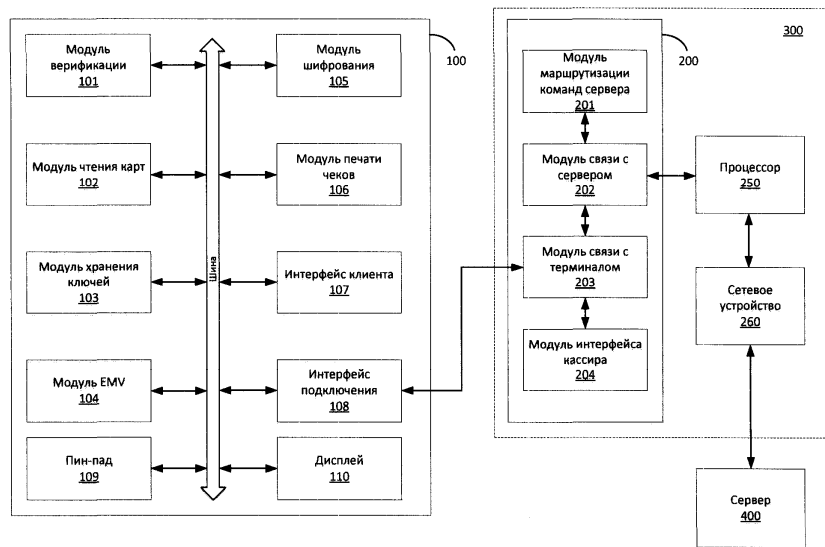 Модуль
верификации
101
Модуль
шифрования
105
100
Модуль чтения карт
102
Модуль печати
чеков
106
Модуль хранения
ключей
103
Шина
Интерфейс клиента
107
Модуль EMV
104
Интерфейс
подключения
108
Пин-пад
109
Дисплей
110
200
300
Модуль
маршрутизации
команд сервера
201
Модуль связи с
сервером
202
Процессор
250
Модуль связи с
терминалом
203
Сетевое
устройство
260
Модуль интерфейса
кассира
204
Сервер
400